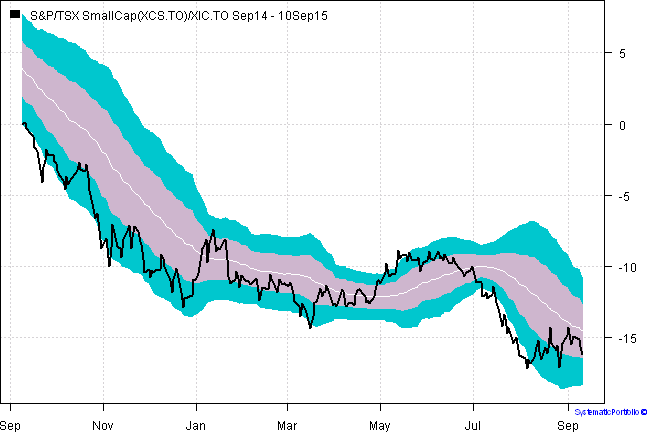 S&P/TSX SmallCap(XCS.TO)/XIC.TO Sep14 - 10Sep15
5
0
-5
-10
-15
Sep Nov Jan Mar May Jul Sep
SystematicPortfolio ©